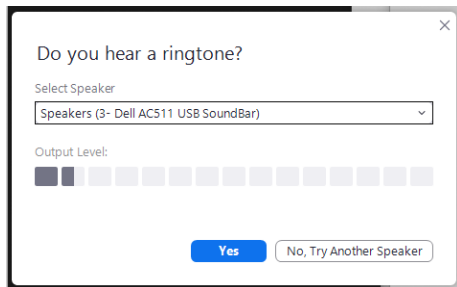 Do you hear a ringtone?
Select Speaker
Speakers (3- Dell AC511 USB SoundBar)
Output Level:
Yes
No, Try Another Speaker